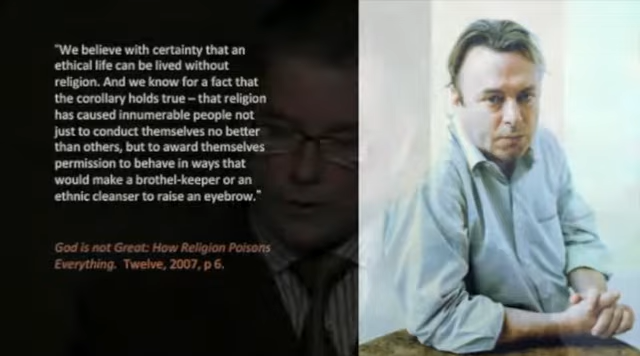 "We believe with certainty that an
ethical life can be lived without
religion. And we know for a fact that
the corollary holds true – that religion
has caused innumerable people not
just to conduct themselves no better
than others, but to award themselves
permission to behave in ways that
would make a brothel-keeper or an
ethnic cleanser to raise an eyebrow."
God is not Great: How Religion Poisons
Everything. Twelve, 2007, p 6.